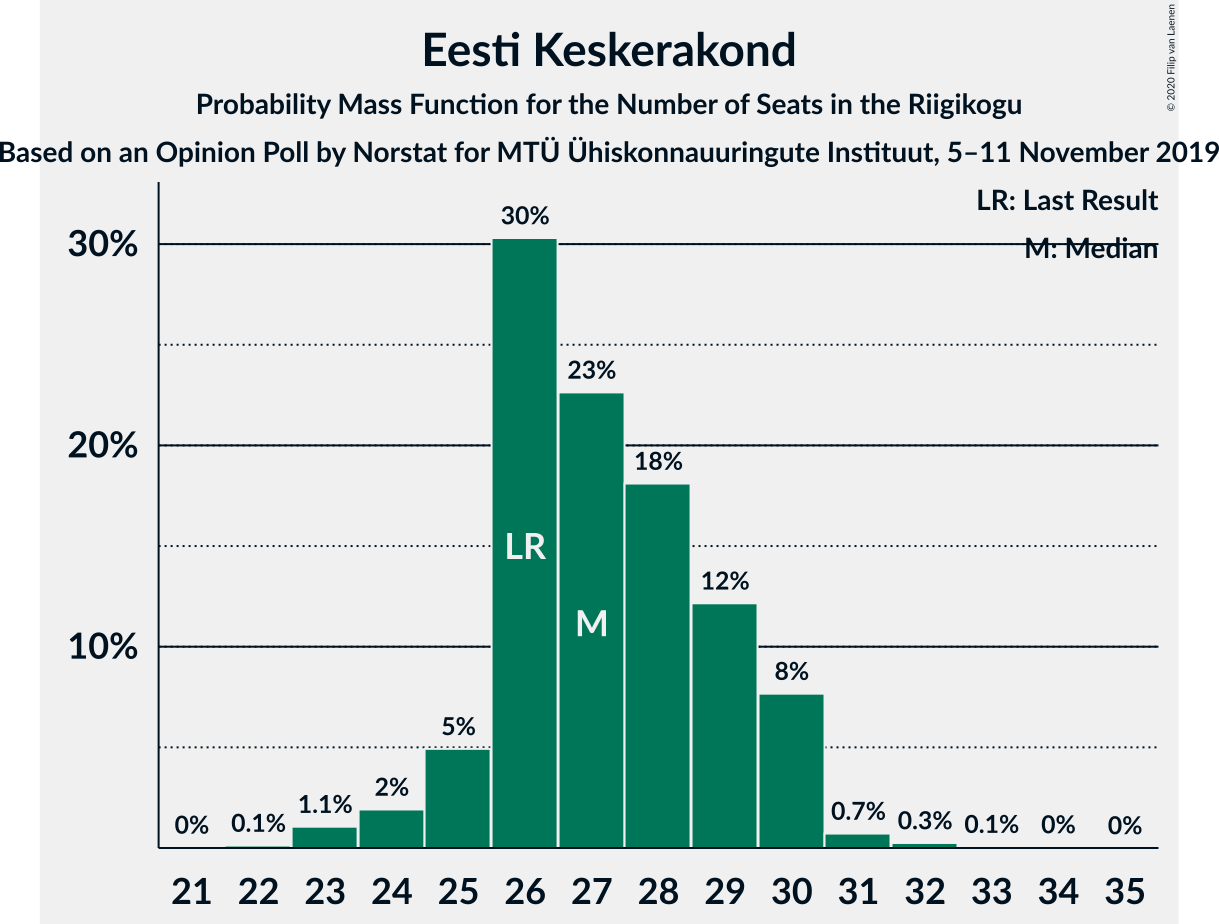 Eesti Keskerakond
Probability Mass Function for the Number of Seats in the Riigikogu
Based on an Opinion Poll by Norstat for MTÜ Ühiskonnauuringute Instituut, 5–11 November 2019
© 2020 Filip van Laenen
LR: Last Result
M: Median
30%
20%
10%
0%
0.1%
1.1%
2%
5%
30%
23%
18%
12%
8%
0.7%
0.3%
0.1%
0%
0%
LR
M
21 22 23 24 25 26 27 28 29 30 31 32 33 34 35